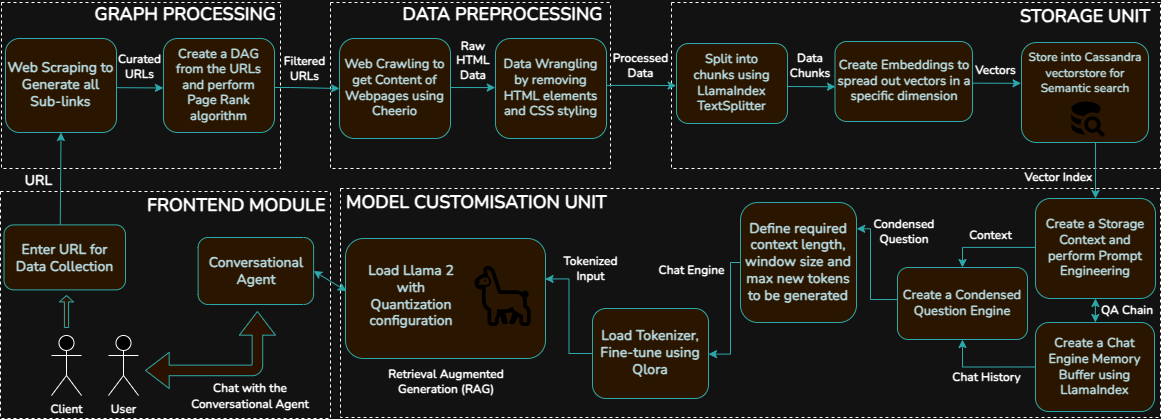 GRAPH PROCESSING
Web Scraping to
Generate all
Sub-links
Curated
URLs
Create a DAG
from the URLs
and perform
Page Rank
algorithm
Filtered
URLs
DATA PREPROCESSING
Web Crawling to
get Content of
Webpages using
Cheerio
Raw
HTML
Data
Data Wrangling
by removing
HTML elements
and CSS styling
Processed
Data
STORAGE UNIT
Split into
chunks using
LlamaIndex
TextSplitter
Data
Chunks
Create Embeddings to
spread out vectors in a
specific dimension
Vectors
Store into Cassandra
vectorstore for
Semantic search
Vector Index
URL
FRONTEND MODULE
Enter URL for
Data Collection
Conversational
Agent
Client
User
Chat with the
Conversational Agent
MODEL CUSTOMISATION UNIT
Load Llama 2
with
Quantization
configuration
Retrieval Augmented
Generation (RAG)
Tokenized
Input
Load Tokenizer,
Fine-tune using
Qlora
Chat Engine
Define required
context length,
window size and
max new tokens
to be generated
Condensed
Question
Create a Condensed
Question Engine
Context
Chat History
Create a Storage
Context and
perform Prompt
Engineering
QA Chain
Create a Chat
Engine Memory
Buffer using
LlamaIndex